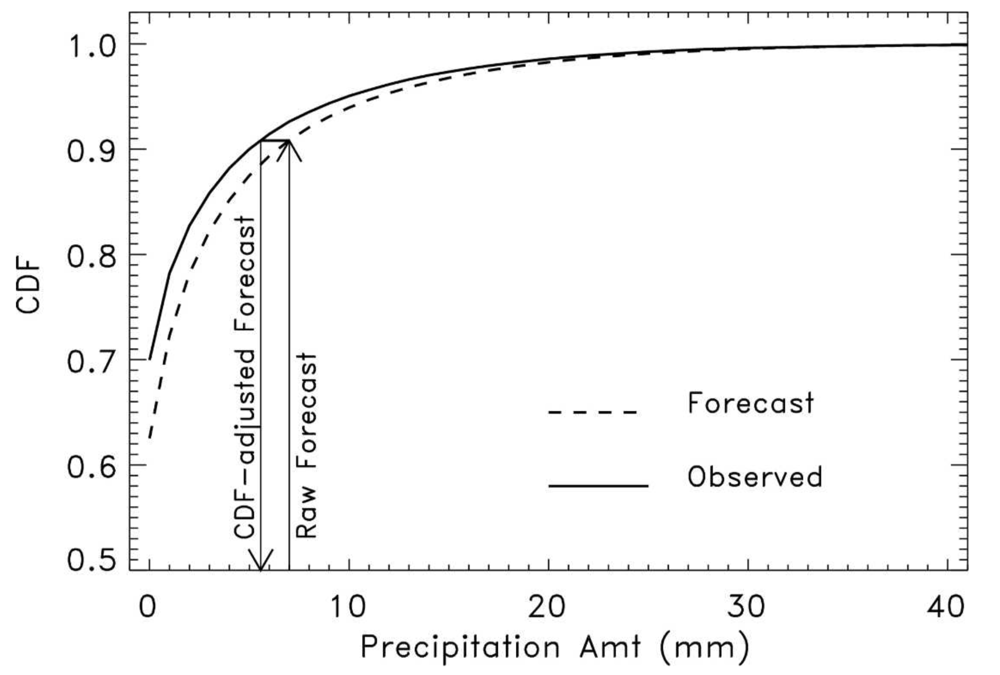 1.0
0.9
0.8
0.7
0.6
0.5
CDF
CDF-adjusted Forecast
Raw Forecast
Forecast
Observed
0 10 20 30 40
Precipitation Amt (mm)